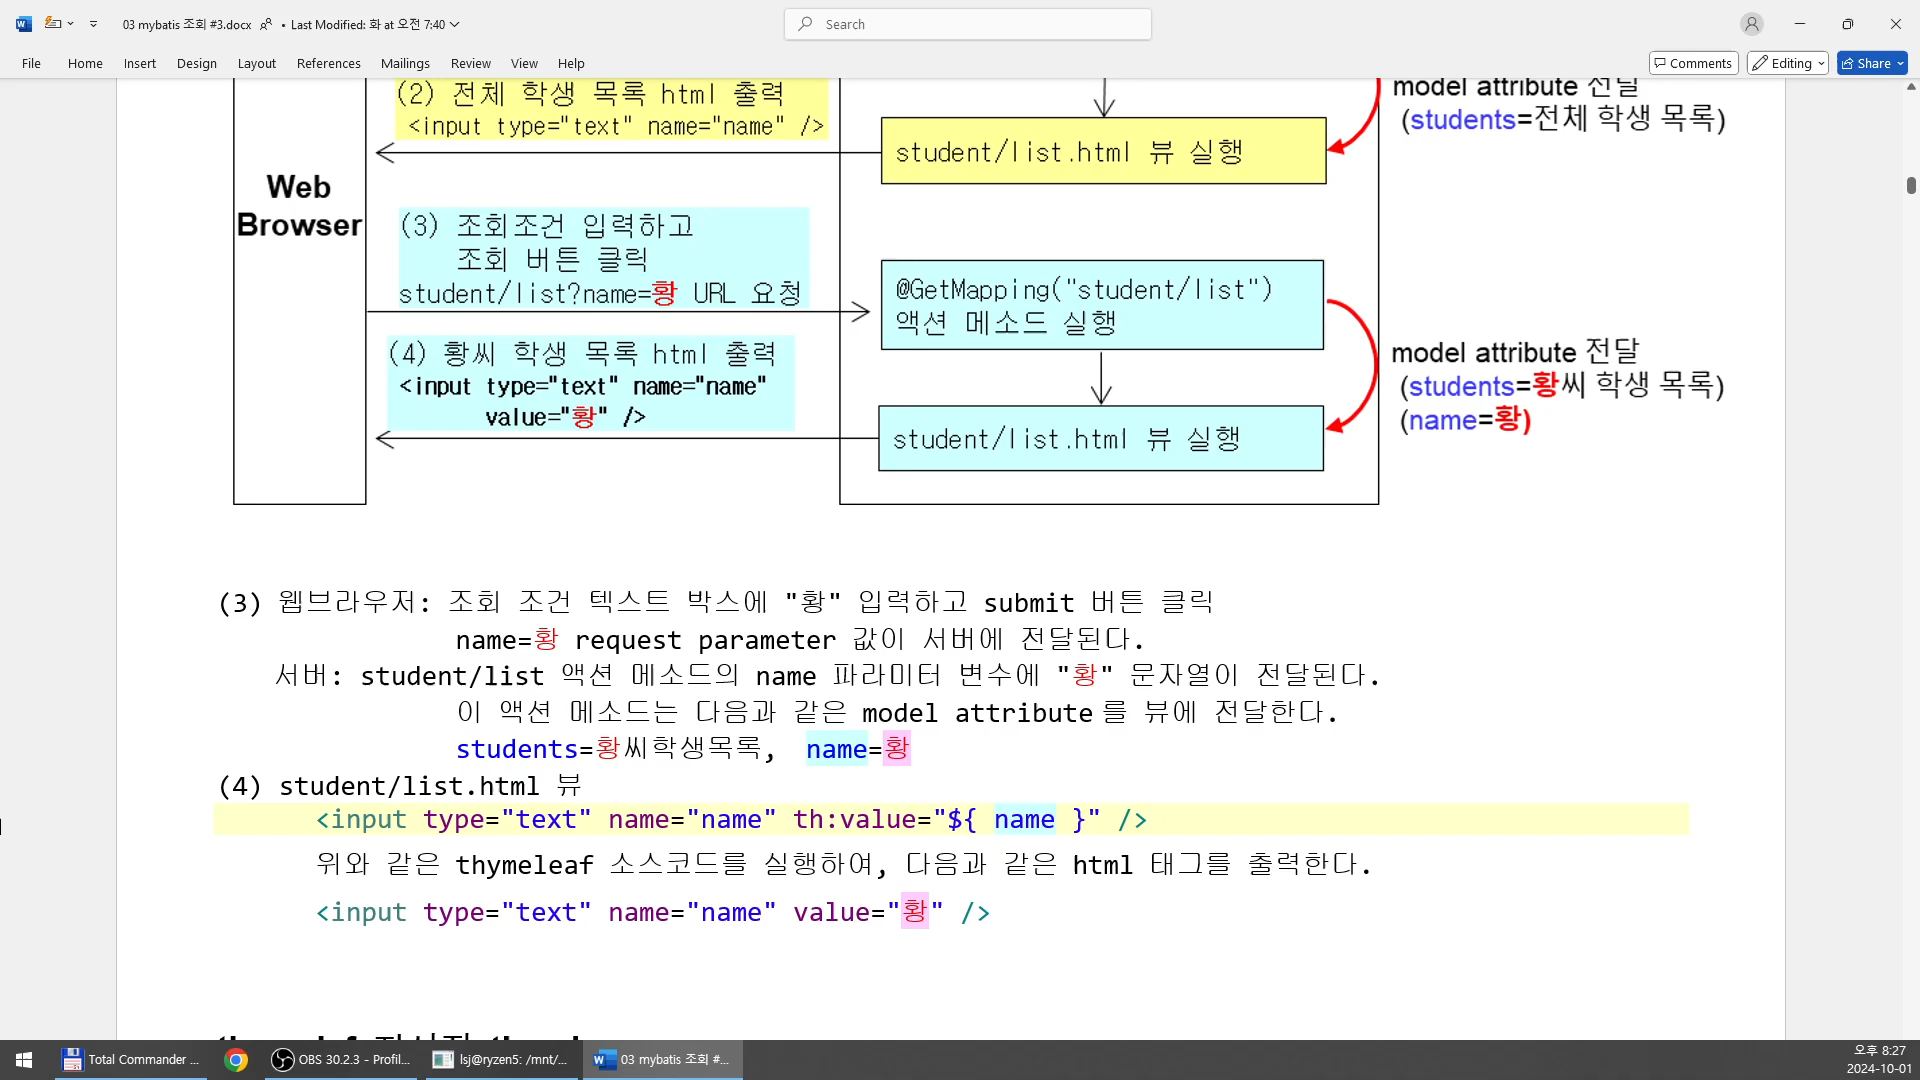 03 mybatis 조회 #3.docx • Last Modified: 화 at 오전 7:40
Search
File Home Insert Design Layout References Mailings Review View Help
Comments Editing Share
(2) 전체 학생 목록 html 출력
<input type="text" name="name" />
student/list.html 뷰 실행
model attribute 전달
(students=전체 학생 목록)
Web
Browser
(3) 조회조건 입력하고
조회 버튼 클릭
student/list?name=황 URL 요청
@GetMapping("student/list")
액션 메소드 실행
(4) 황씨 학생 목록 html 출력
<input type="text" name="name"
value="황" />
student/list.html 뷰 실행
model attribute 전달
(students=황씨 학생 목록)
(name=황)
(3) 웹브라우저: 조회 조건 텍스트 박스에 "황" 입력하고 submit 버튼 클릭
name=황 request parameter 값이 서버에 전달된다.
서버: student/list 액션 메소드의 name 파라미터 변수에 "황" 문자열이 전달된다.
이 액션 메소드는 다음과 같은 model attribute를 뷰에 전달한다.
students=황씨학생목록, name=황
(4) student/list.html 뷰
<input type="text" name="name" th:value="${ name }" />
위와 같은 thymeleaf 소스코드를 실행하여, 다음과 같은 html 태그를 출력한다.
<input type="text" name="name" value="황" />
Total Commander ...
OBS 30.2.3 - Profil...
lsj@ryzen5: /mnt/...
03 mybatis 조회 #...
오후 8:27
2024-10-01